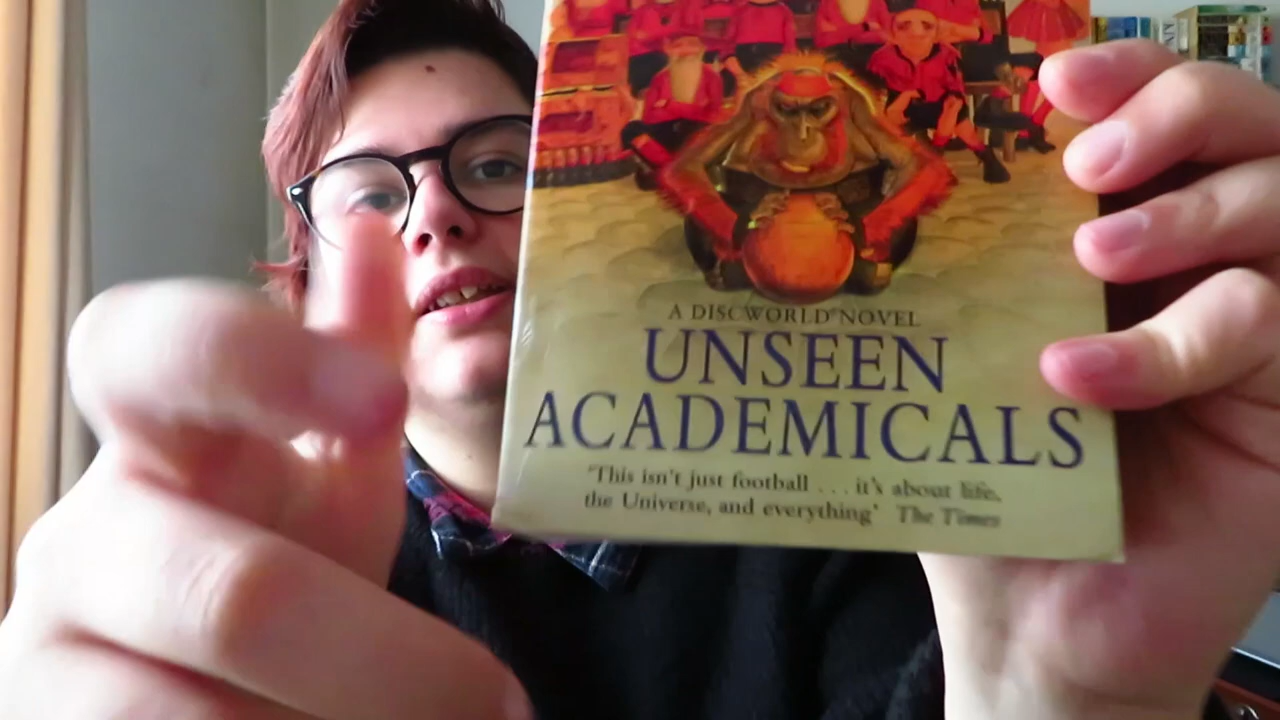 A DISCWORLD NOVEL
UNSEEN
ACADEMICALS
'This isn't just football . . . it's about life,
the Universe, and everything' The Times